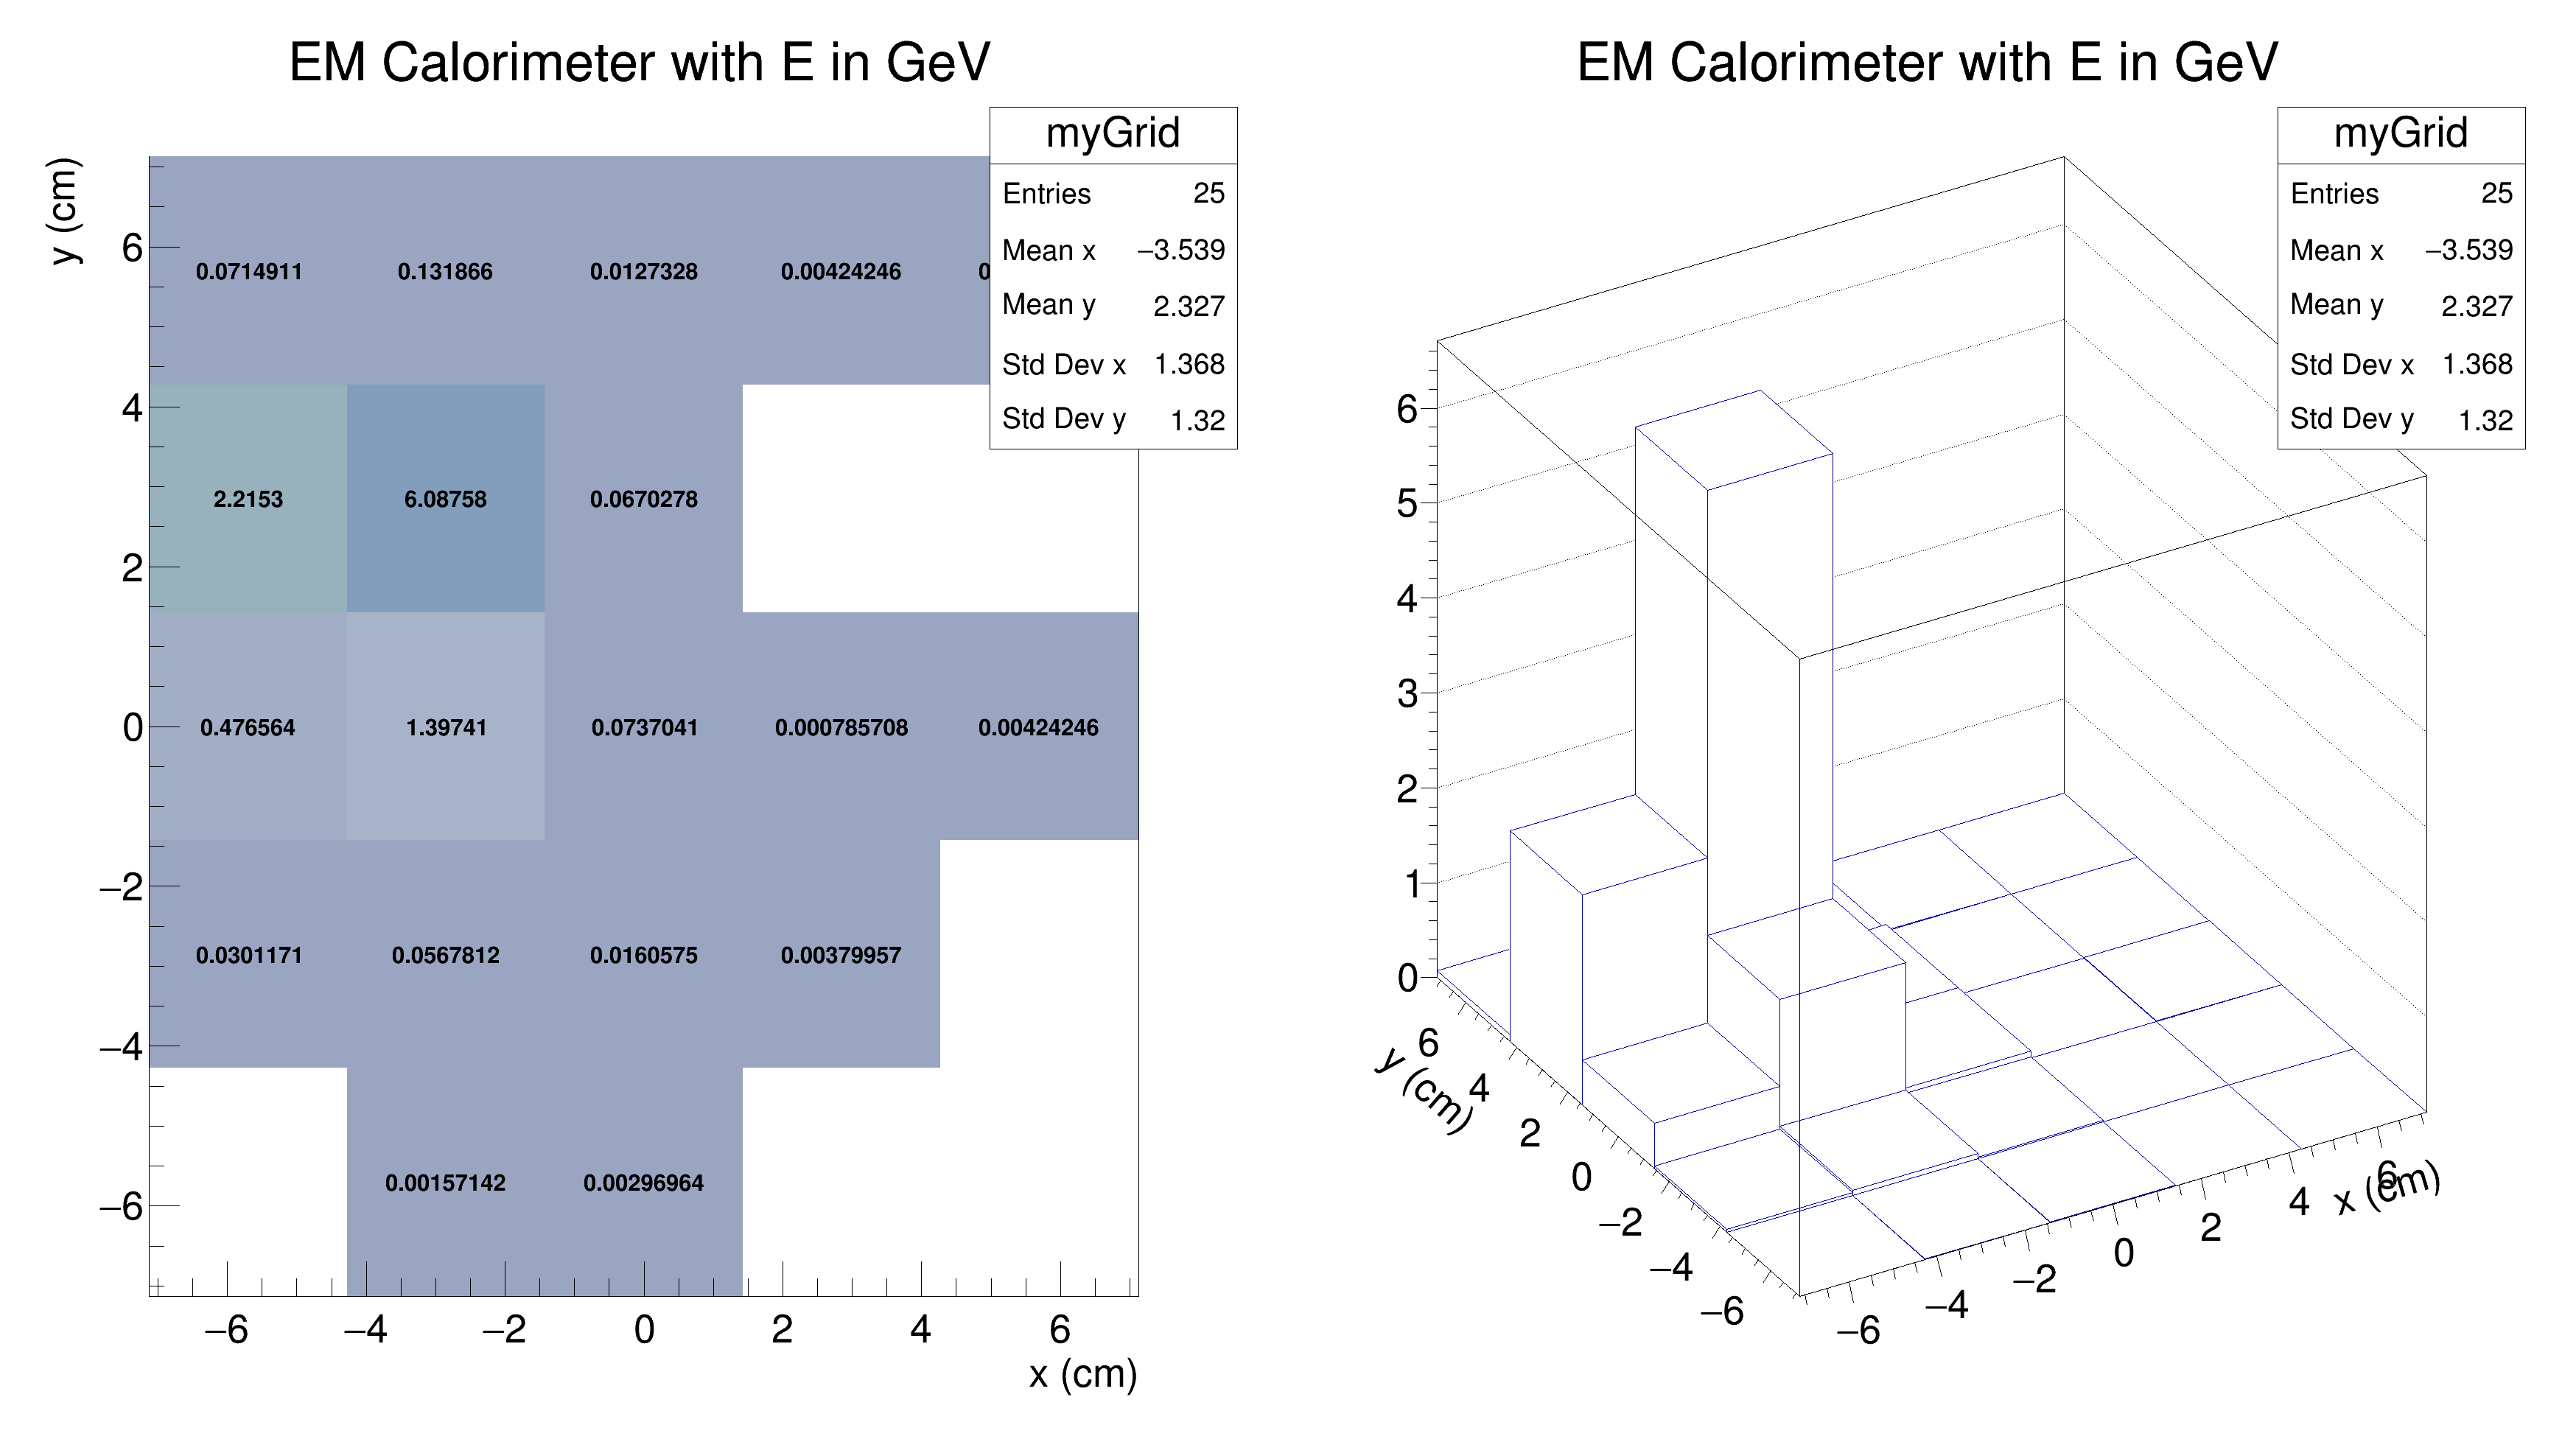 EM Calorimeter with E in GeV
myGrid
Entries 25
Mean x −3.539
Mean y 2.327
Std Dev x 1.368
Std Dev y 1.32
y (cm)
6
4
2
0
−2
−4
−6
0.0714911 0.131866 0.0127328 0.00424246 0
2.2153 6.08758 0.0670278
0.476564 1.39741 0.0737041 0.000785708 0.00424246
0.0301171 0.0567812 0.0160575 0.00379957
0.00157142 0.00296964
−6 −4 −2 0 2 4 6
x (cm)
EM Calorimeter with E in GeV
myGrid
Entries 25
Mean x −3.539
Mean y 2.327
Std Dev x 1.368
Std Dev y 1.32
6
5
4
3
2
1
0
y (cm)
6
4
2
0
−2
−4
−6
−6 −4 −2 0 2 4 6
x (cm)